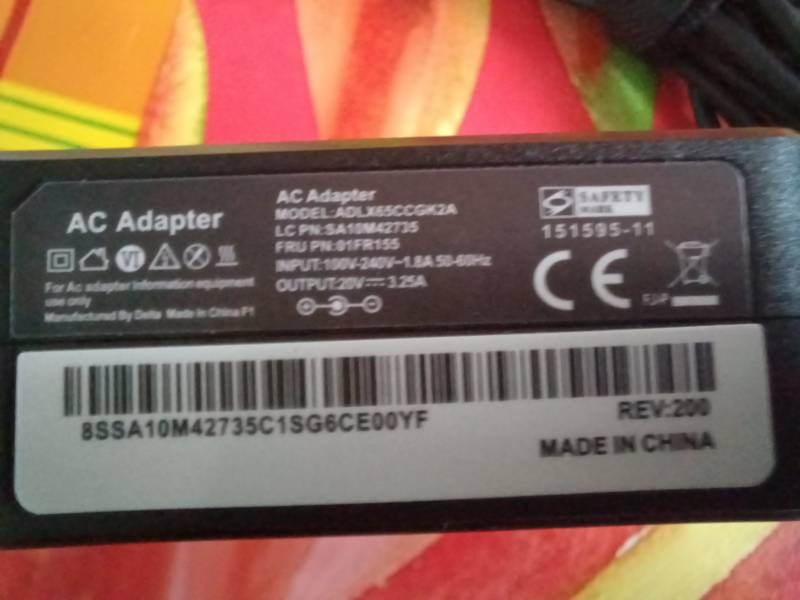 AC Adapter
VI
For Ac adapter Information equipment
use only
Manufactured By Delta Made In China F1
AC Adapter
MODEL:ADLX65CCGK2A
LC PN:SA10M42735
FRU PN:01FR155
INPUT:100V-240V~1.8A 50-60Hz
OUTPUT:20V⎓3.25A
SAFETY
MARK
151595-11
CE
8SSA10M42735C1SG6CE00YF
REV:200
MADE IN CHINA